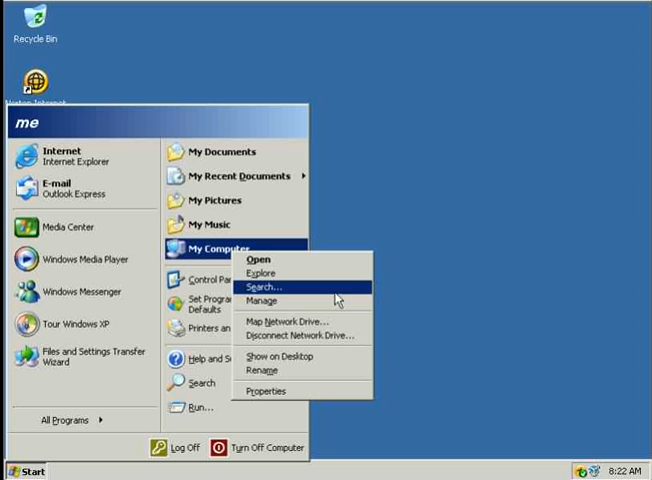 Recycle Bin
Norton Internet
me
Internet
Internet Explorer
E-mail
Outlook Express
Media Center
Windows Media Player
Windows Messenger
Tour Windows XP
Files and Settings Transfer
Wizard
All Programs
My Documents
My Recent Documents
My Pictures
My Music
My Computer
Control Pa
Set Progra
Defaults
Printers an
Help and S
Search
Run...
Open
Explore
Search...
Manage
Map Network Drive...
Disconnect Network Drive...
Show on Desktop
Rename
Properties
Log Off
Turn Off Computer
Start
8:22 AM